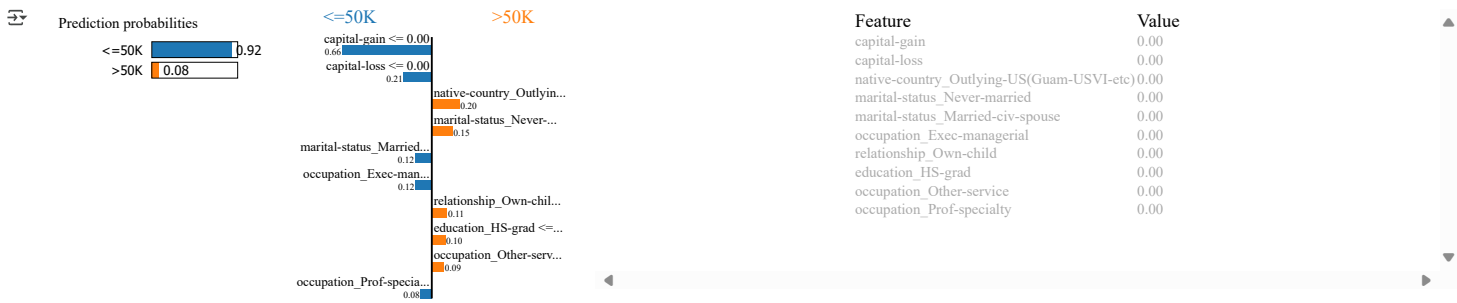 Prediction probabilities
<=50K 0.92
>50K 0.08
<=50K >50K
capital-gain <= 0.00
0.66
capital-loss <= 0.00
0.21
native-country_Outlyin...
0.20
marital-status_Never-...
0.15
marital-status_Married...
0.12
occupation_Exec-man...
0.12
relationship_Own-chil...
0.11
education_HS-grad <=...
0.10
occupation_Other-serv...
0.09
occupation_Prof-specia...
0.08
Feature Value
capital-gain 0.00
capital-loss 0.00
native-country_Outlying-US(Guam-USVI-etc) 0.00
marital-status_Never-married 0.00
marital-status_Married-civ-spouse 0.00
occupation_Exec-managerial 0.00
relationship_Own-child 0.00
education_HS-grad 0.00
occupation_Other-service 0.00
occupation_Prof-specialty 0.00